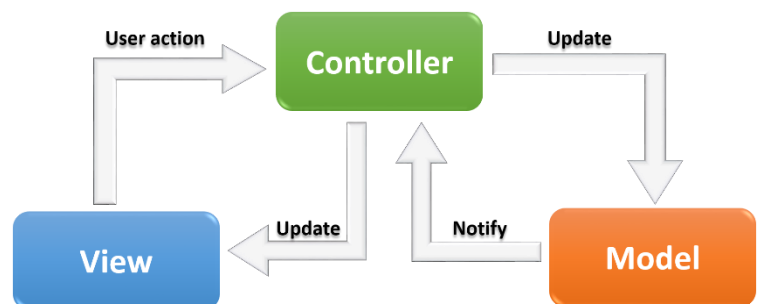 User action
Controller
Update
Update
Notify
View
Model